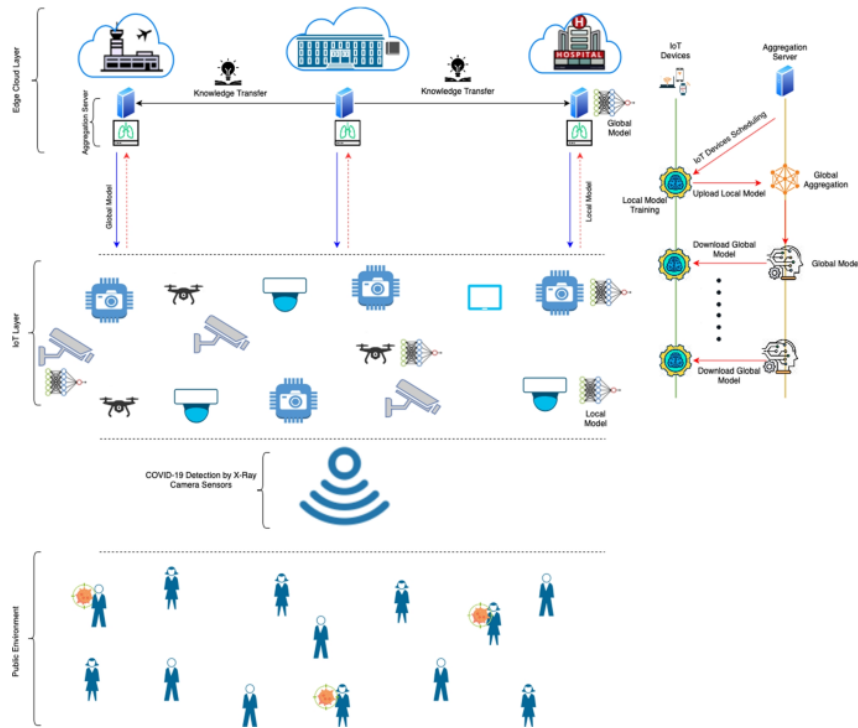 Edge Cloud Layer
Aggregation Server
HOSPITAL
Knowledge Transfer
Knowledge Transfer
Global
Model
Global Model
Local Model
IoT Layer
Local
Model
COVID-19 Detection by X-Ray
Camera Sensors
Public Environment
IoT
Devices
Aggregation
Server
IoT Devices Scheduling
Local Model
Training
Upload Local Model
Global
Aggregation
Download Global
Model
Global Mode
Download Global
Model